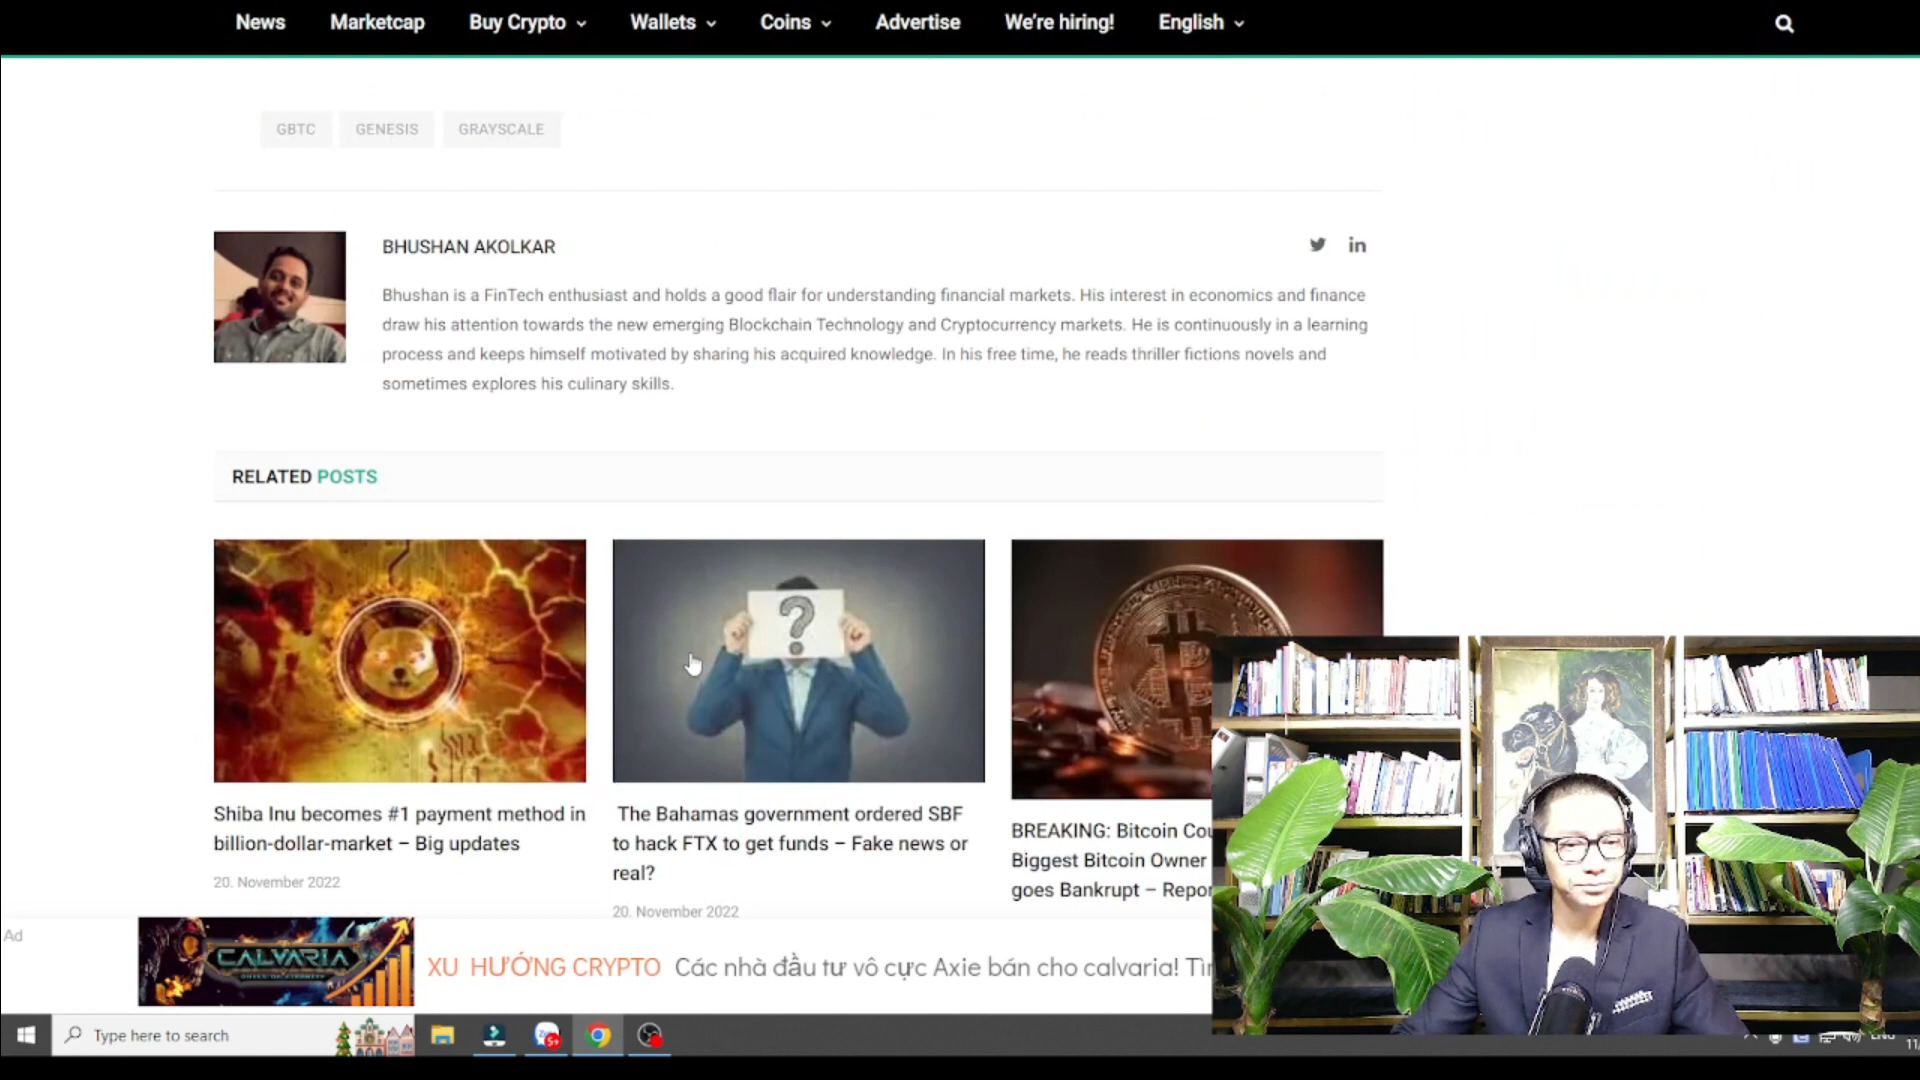 News Marketcap Buy Crypto Wallets Coins Advertise We're hiring! English
GBTC GENESIS GRAYSCALE
BHUSHAN AKOLKAR
Bhushan is a FinTech enthusiast and holds a good flair for understanding financial markets. His interest in economics and finance
draw his attention towards the new emerging Blockchain Technology and Cryptocurrency markets. He is continuously in a learning
process and keeps himself motivated by sharing his acquired knowledge. In his free time, he reads thriller fictions novels and
sometimes explores his culinary skills.
RELATED POSTS
?
Shiba Inu becomes #1 payment method in
billion-dollar-market – Big updates
20. November 2022
The Bahamas government ordered SBF
to hack FTX to get funds – Fake news or
real?
20. November 2022
BREAKING: Bitcoin
Biggest Bitcoin Owner
goes Bankrupt –
Ad
CALVARIA
XU HƯỚNG CRYPTO Các nhà đầu tư vô cực Axie bán cho calvaria!
Type here to search
5+